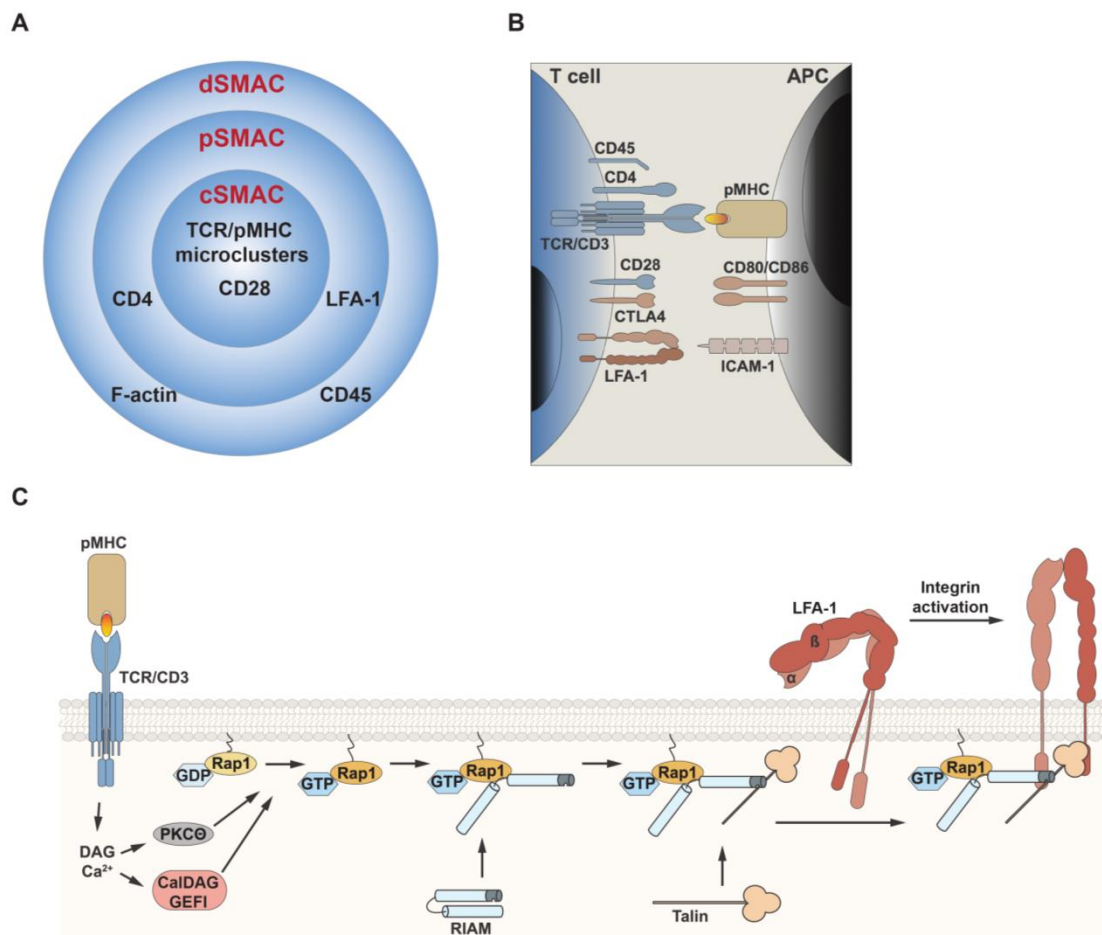 A
dSMAC
pSMAC
cSMAC
TCR/pMHC
microclusters
CD28
CD4
LFA-1
F-actin
CD45
B
T cell
APC
CD45
CD4
pMHC
TCR/CD3
CD28
CD80/CD86
CTLA4
LFA-1
ICAM-1
C
pMHC
TCR/CD3
LFA-1
Integrin
activation
ß
α
GDP
Rap1
GTP
Rap1
GTP
Rap1
GTP
Rap1
GTP
Rap1
DAG
Ca²⁺
PKCΘ
CalDAG
GEFI
RIAM
Talin